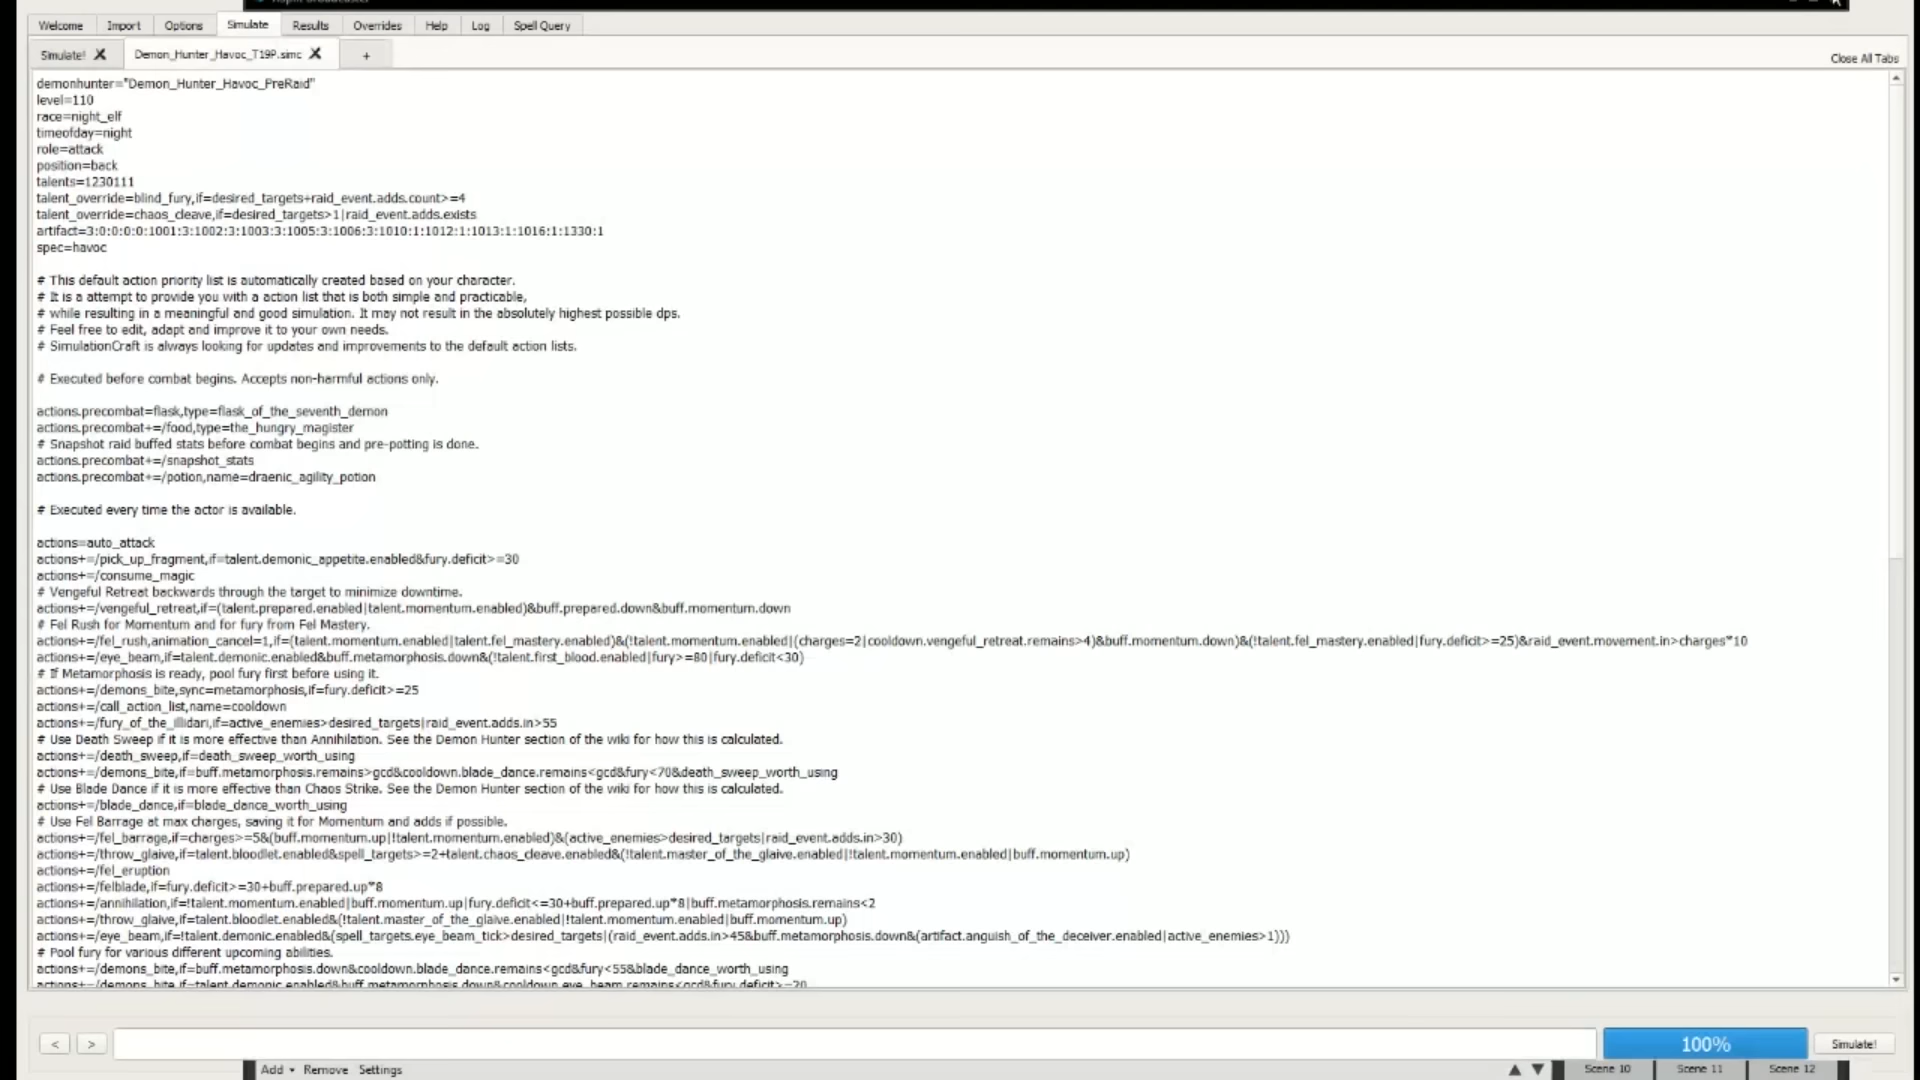 Welcome Import Options Simulate Results Overrides Help Log Spell Query
Simulate! Demon_Hunter_Havoc_T19P.simc + Close All Tabs
demonhunter="Demon_Hunter_Havoc_PreRaid"
level=110
race=night_elf
timeofday=night
role=attack
position=back
talents=1230111
talent_override=blind_fury,if=desired_targets+raid_event.adds.count>=4
talent_override=chaos_cleave,if=desired_targets>1|raid_event.adds.exists
artifact=3:0:0:0:0:1001:3:1002:3:1003:3:1005:3:1006:3:1010:1:1012:1:1013:1:1016:1:1330:1
spec=havoc
# This default action priority list is automatically created based on your character.
# It is a attempt to provide you with a action list that is both simple and practicable,
# while resulting in a meaningful and good simulation. It may not result in the absolutely highest possible dps.
# Feel free to edit, adapt and improve it to your own needs.
# SimulationCraft is always looking for updates and improvements to the default action lists.
# Executed before combat begins. Accepts non-harmful actions only.
actions.precombat=flask,type=flask_of_the_seventh_demon
actions.precombat+=/food,type=the_hungry_magister
# Snapshot raid buffed stats before combat begins and pre-potting is done.
actions.precombat+=/snapshot_stats
actions.precombat+=/potion,name=draenic_agility_potion
# Executed every time the actor is available.
actions=auto_attack
actions+=/pick_up_fragment,if=talent.demonic_appetite.enabled&fury.deficit>=30
actions+=/consume_magic
# Vengeful Retreat backwards through the target to minimize downtime.
actions+=/vengeful_retreat,if=(talent.prepared.enabled|talent.momentum.enabled)&buff.prepared.down&buff.momentum.down
# Fel Rush for Momentum and for fury from Fel Mastery.
actions+=/fel_rush,animation_cancel=1,if=(talent.momentum.enabled|talent.fel_mastery.enabled)&(!talent.momentum.enabled|(charges=2|cooldown.vengeful_retreat.remains>4)&buff.momentum.down)&(!talent.fel_mastery.enabled|fury.deficit>=25)&raid_event.movement.in>charges*10
actions+=/eye_beam,if=talent.demonic.enabled&buff.metamorphosis.down&(!talent.first_blood.enabled|fury>=80|fury.deficit<30)
# If Metamorphosis is ready, pool fury first before using it.
actions+=/demons_bite,sync=metamorphosis,if=fury.deficit>=25
actions+=/call_action_list,name=cooldown
actions+=/fury_of_the_illidari,if=active_enemies>desired_targets|raid_event.adds.in>55
# Use Death Sweep if it is more effective than Annihilation. See the Demon Hunter section of the wiki for how this is calculated.
actions+=/death_sweep,if=death_sweep_worth_using
actions+=/demons_bite,if=buff.metamorphosis.remains>gcd&cooldown.blade_dance.remains<gcd&fury<70&death_sweep_worth_using
# Use Blade Dance if it is more effective than Chaos Strike. See the Demon Hunter section of the wiki for how this is calculated.
actions+=/blade_dance,if=blade_dance_worth_using
# Use Fel Barrage at max charges, saving it for Momentum and adds if possible.
actions+=/fel_barrage,if=charges>=5&(buff.momentum.up|!talent.momentum.enabled)&(active_enemies>desired_targets|raid_event.adds.in>30)
actions+=/throw_glaive,if=talent.bloodlet.enabled&spell_targets>=2+talent.chaos_cleave.enabled&(!talent.master_of_the_glaive.enabled|!talent.momentum.enabled|buff.momentum.up)
actions+=/fel_eruption
actions+=/felblade,if=fury.deficit>=30+buff.prepared.up*8
actions+=/annihilation,if=!talent.momentum.enabled|buff.momentum.up|fury.deficit<=30+buff.prepared.up*8|buff.metamorphosis.remains<2
actions+=/throw_glaive,if=talent.bloodlet.enabled&(!talent.master_of_the_glaive.enabled|!talent.momentum.enabled|buff.momentum.up)
actions+=/eye_beam,if=!talent.demonic.enabled&(spell_targets.eye_beam_tick>desired_targets|(raid_event.adds.in>45&buff.metamorphosis.down&(artifact.anguish_of_the_deceiver.enabled|active_enemies>1)))
# Pool fury for various different upcoming abilities.
actions+=/demons_bite,if=buff.metamorphosis.down&cooldown.blade_dance.remains<gcd&fury<55&blade_dance_worth_using
actions+=/demons_bite,if=talent.demonic.enabled&buff.metamorphosis.down&cooldown.eye_beam.remains<gcd&fury.deficit>=20
< > 100% Simulate!
Add Remove Settings Scene 10 Scene 11 Scene 12